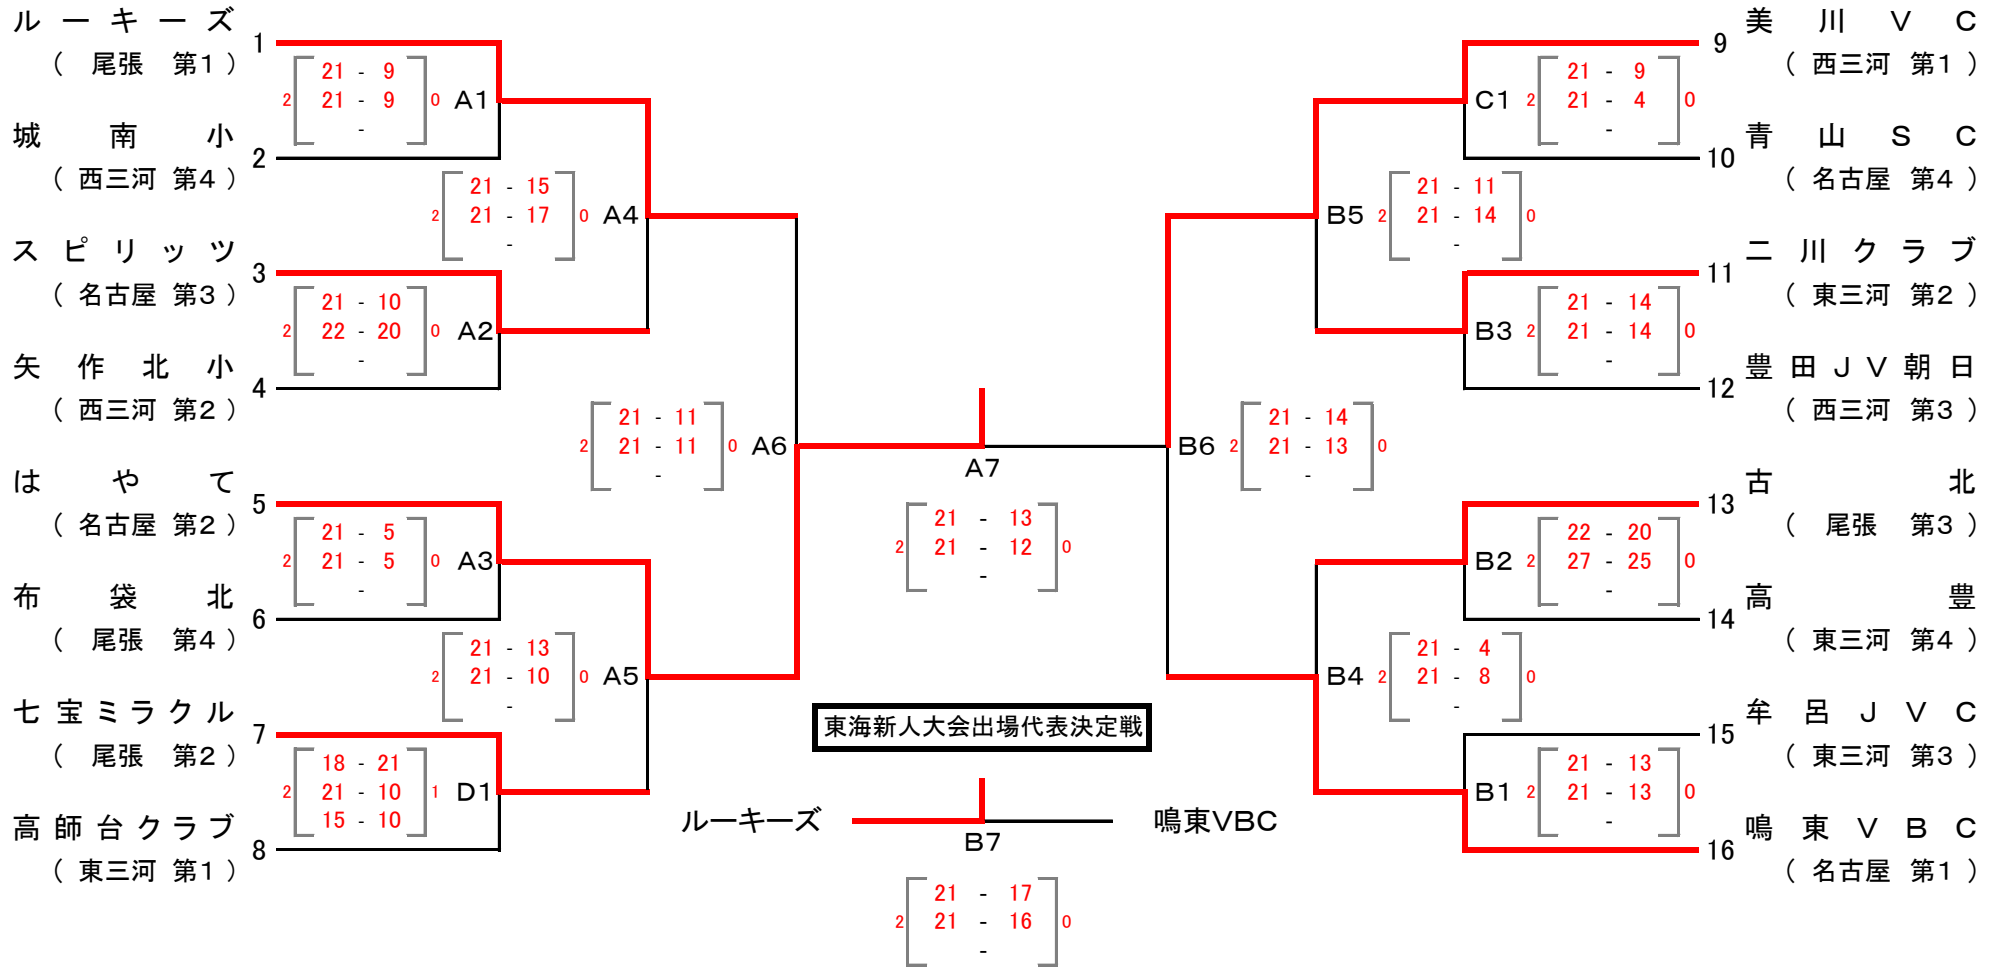 ルーキーズ
（ 尾張 第1 ）
1
2 21 - 9 0
21 - 9
-
A1
城南小
（ 西三河 第4 ）
2
2 21 - 15 0
21 - 17
-
A4
スピリッツ
（ 名古屋 第3 ）
3
2 21 - 10 0
22 - 20
-
A2
矢作北小
（ 西三河 第2 ）
4
2 21 - 11 0
21 - 11
-
A6
はやて
（ 名古屋 第2 ）
5
2 21 - 5 0
21 - 5
-
A3
布袋北
（ 尾張 第4 ）
6
2 21 - 13 0
21 - 10
-
A5
七宝ミラクル
（ 尾張 第2 ）
7
2 18 - 21 1
21 - 10
15 - 10
D1
高師台クラブ
（ 東三河 第1 ）
8
A7
2 21 - 13 0
21 - 12
-
東海新人大会出場代表決定戦
ルーキーズ 鳴東VBC
B7
2 21 - 17 0
21 - 16
-
美川VC
（ 西三河 第1 ）
9
C1
2 21 - 9 0
21 - 4
-
青山SC
（ 名古屋 第4 ）
10
B5
2 21 - 11 0
21 - 14
-
二川クラブ
（ 東三河 第2 ）
11
B3
2 21 - 14 0
21 - 14
-
豊田JV朝日
（ 西三河 第3 ）
12
B6
2 21 - 14 0
21 - 13
-
古北
（ 尾張 第3 ）
13
B2
2 22 - 20 0
27 - 25
-
高豊
（ 東三河 第4 ）
14
B4
2 21 - 4 0
21 - 8
-
牟呂JVC
（ 東三河 第3 ）
15
B1
2 21 - 13 0
21 - 13
-
鳴東VBC
（ 名古屋 第1 ）
16